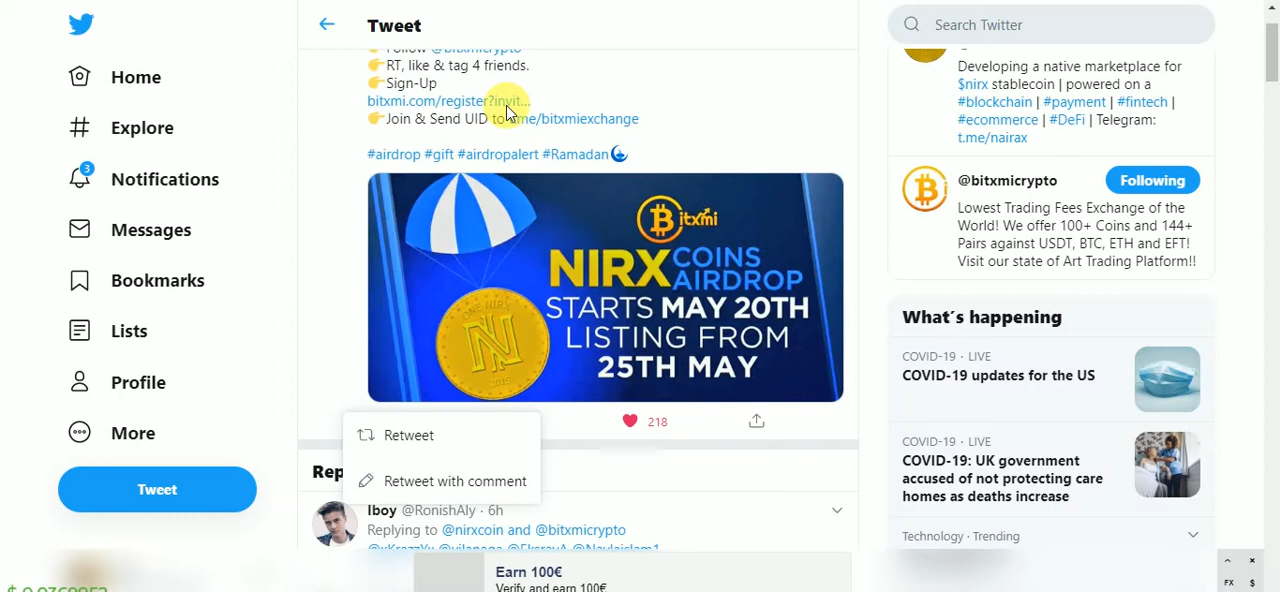 Home
Explore
3
Notifications
Messages
Bookmarks
Lists
Profile
More
Tweet
Tweet
Follow @bitxmicrypto
RT, like & tag 4 friends.
Sign-Up
bitxmi.com/register?invit...
Join & Send UID to t.me/bitxmiexchange
#airdrop #gift #airdropalert #Ramadan
Bitxmi
NIRX COINS AIRDROP
STARTS MAY 20TH
LISTING FROM
25TH MAY
ONE NIRX
N
218
Retweet
Retweet with comment
Rep
Iboy @RonishAly · 6h
Replying to @nirxcoin and @bitxmicrypto
Earn 100€
Verify and earn 100€
Search Twitter
Developing a native marketplace for
$nirx stablecoin | powered on a
#blockchain | #payment | #fintech |
#ecommerce | #DeFi | Telegram:
t.me/nairax
@bitxmicrypto
Following
Lowest Trading Fees Exchange of the
World! We offer 100+ Coins and 144+
Pairs against USDT, BTC, ETH and EFT!
Visit our state of Art Trading Platform!!
What's happening
COVID-19 · LIVE
COVID-19 updates for the US
COVID-19 · LIVE
COVID-19: UK government
accused of not protecting care
homes as deaths increase
Technology · Trending
FX $